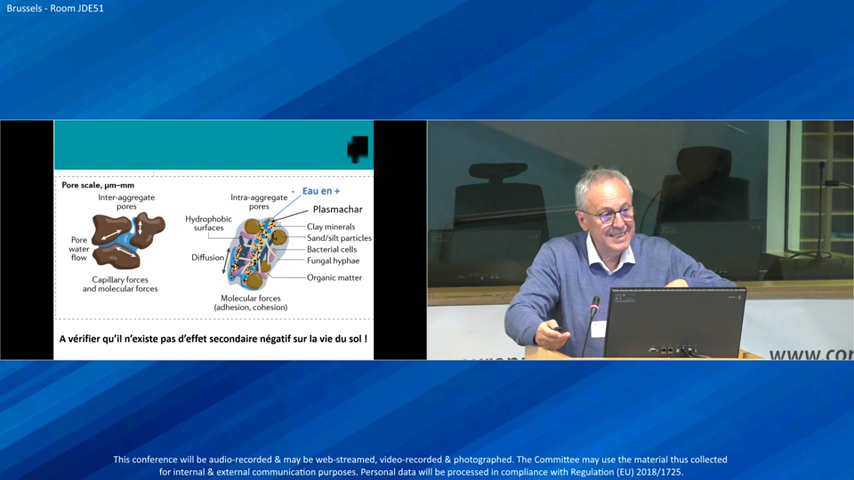 Brussels - Room JDE51
Pore scale, µm–mm
Inter-aggregate
pores
Pore
water
flow
Capillary forces
and molecular forces
- Eau en +
Intra-aggregate
pores
Plasmachar
Hydrophobic
surfaces
Clay minerals
Sand/silt particles
Bacterial cells
Diffusion
Fungal hyphae
Organic matter
Molecular forces
(adhesion, cohesion)
A vérifier qu'il n'existe pas d'effet secondaire négatif sur la vie du sol !
www.co
This conference will be audio-recorded & may be web-streamed, video-recorded & photographed. The Committee may use the material thus collected
for internal & external communication purposes. Personal data will be processed in compliance with Regulation (EU) 2018/1725.